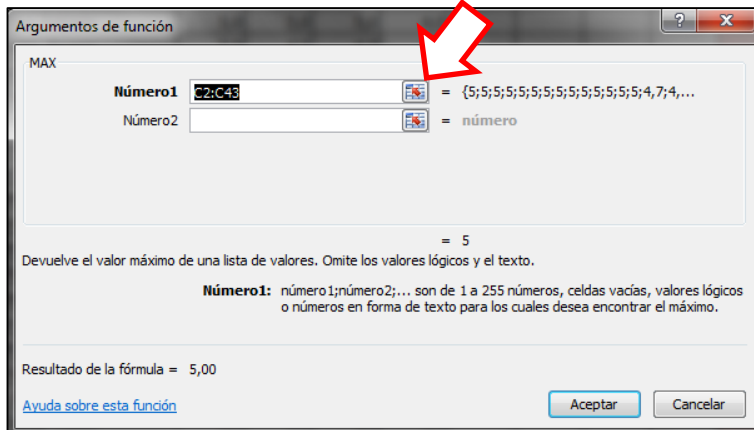 Argumentos de función
MAX
Número1 C2:C43 = {5;5;5;5;5;5;5;5;5;5;5;5;5;5;4,7;4,...
Número2 = número
= 5
Devuelve el valor máximo de una lista de valores. Omite los valores lógicos y el texto.
Número1: número1;número2;... son de 1 a 255 números, celdas vacías, valores lógicos
o números en forma de texto para los cuales desea encontrar el máximo.
Resultado de la fórmula = 5,00
Ayuda sobre esta función Aceptar Cancelar